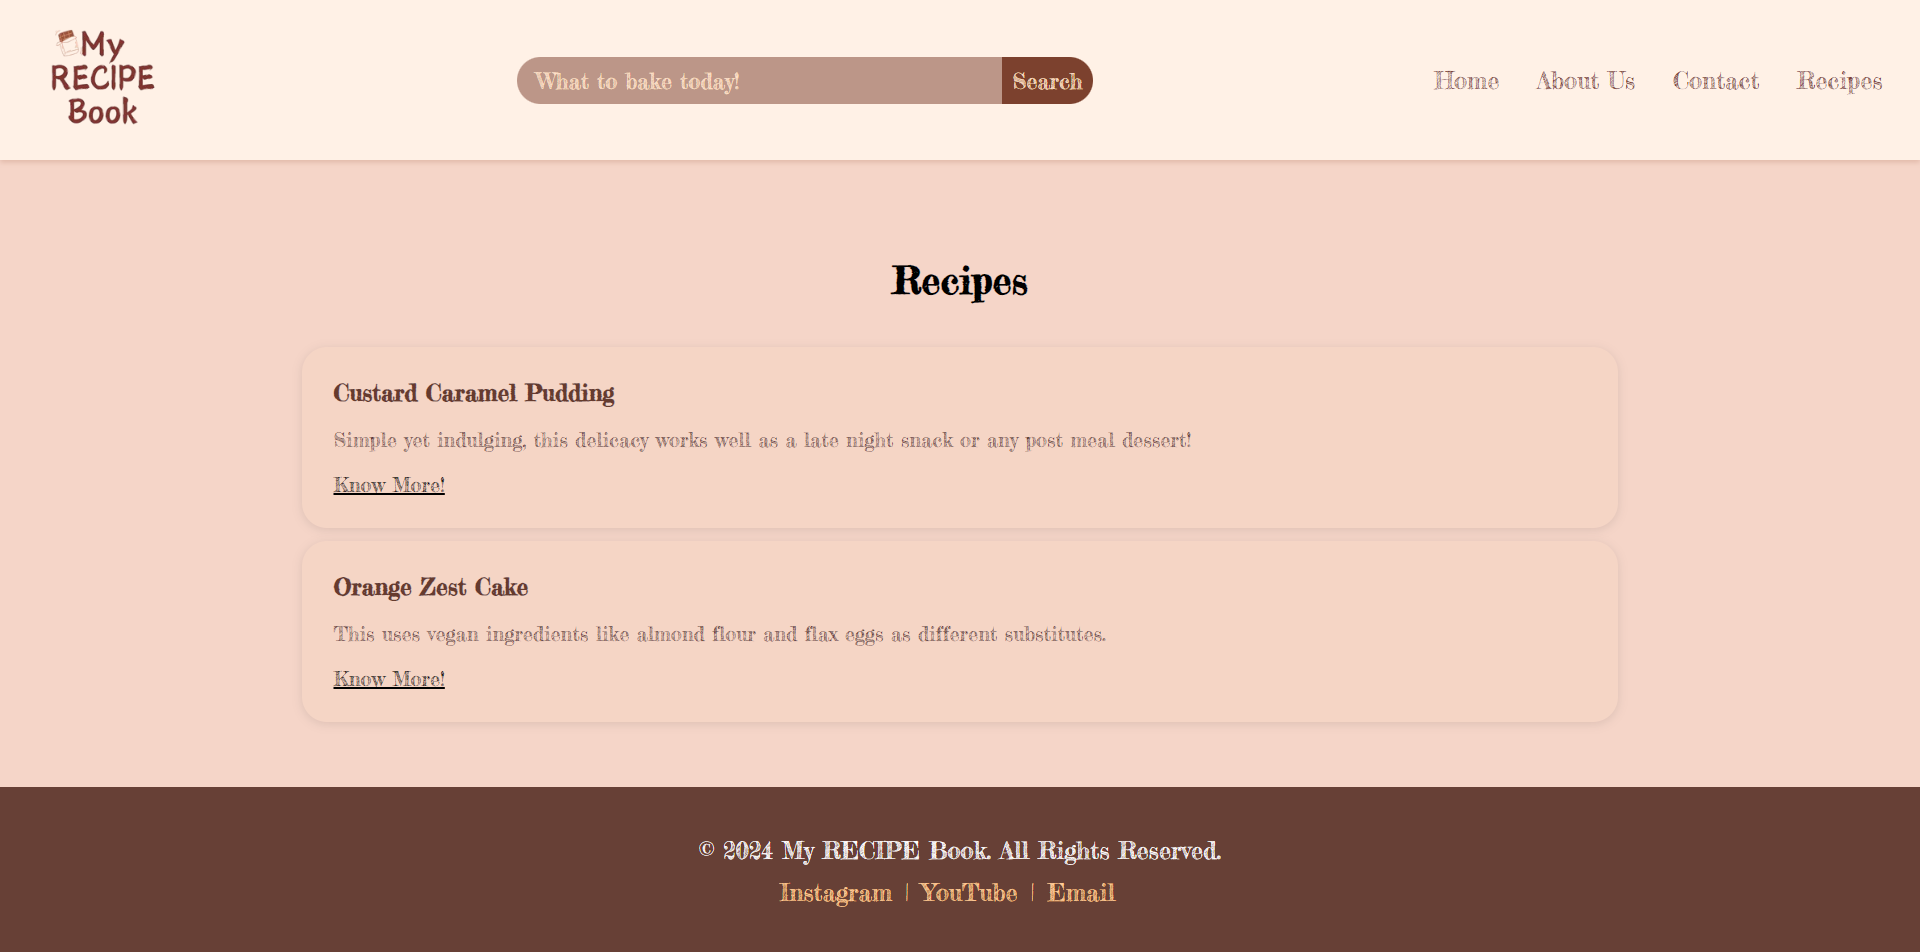 My
RECIPE
Book
What to bake today!
Search
Home
About Us
Contact
Recipes
Recipes
Custard Caramel Pudding
Simple yet indulging, this delicacy works well as a late night snack or any post meal dessert!
Know More!
Orange Zest Cake
This uses vegan ingredients like almond flour and flax eggs as different substitutes.
Know More!
© 2024 My RECIPE Book. All Rights Reserved.
Instagram | YouTube | Email